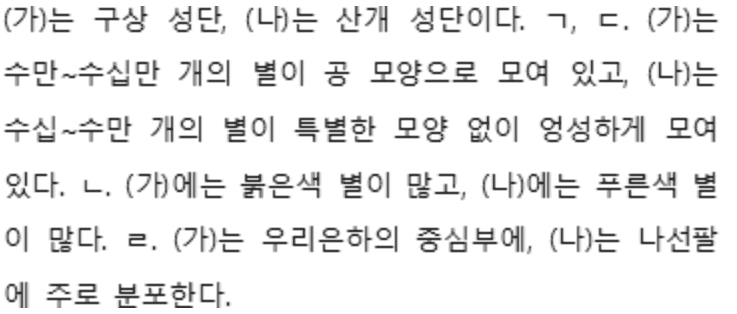 (가)는 구상 성단, (나)는 산개 성단이다. ㄱ, ㄷ. (가)는
수만~수십만 개의 별이 공 모양으로 모여 있고, (나)는
수십~수만 개의 별이 특별한 모양 없이 엉성하게 모여
있다. ㄴ. (가)에는 붉은색 별이 많고, (나)에는 푸른색 별
이 많다. ㄹ. (가)는 우리은하의 중심부에, (나)는 나선팔
에 주로 분포한다.